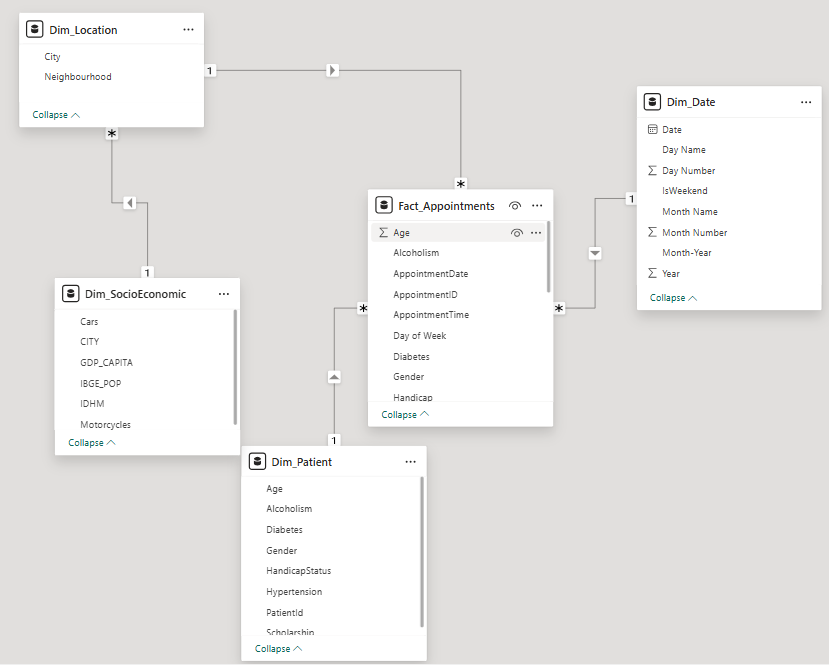 Dim_Location
City
Neighbourhood
Collapse
1
*
*
1
Dim_Date
Date
Day Name
Day Number
IsWeekend
Month Name
Month Number
Month-Year
Year
Collapse
1
*
Fact_Appointments
Age
Alcoholism
AppointmentDate
AppointmentID
AppointmentTime
Day of Week
Diabetes
Gender
Handicap
Collapse
Dim_SocioEconomic
Cars
CITY
GDP_CAPITA
IBGE_POP
IDHM
Motorcycles
Collapse
*
1
Dim_Patient
Age
Alcoholism
Diabetes
Gender
HandicapStatus
Hypertension
PatientId
Scholarship
Collapse